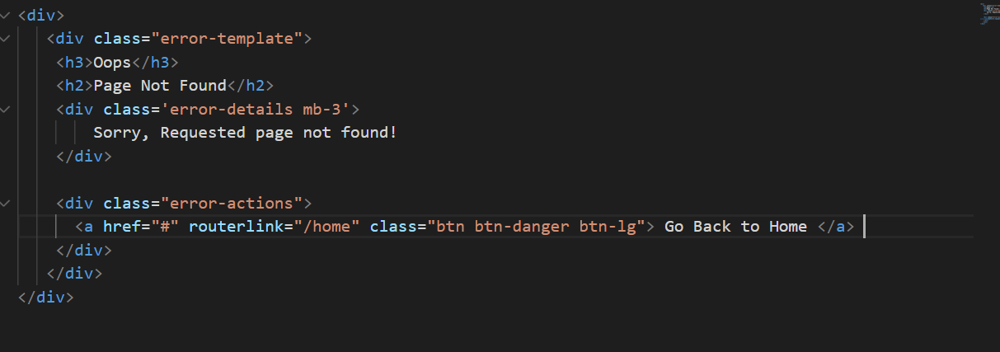 <div>
<div class="error-template">
<h3>Oops</h3>
<h2>Page Not Found</h2>
<div class='error-details mb-3'>
Sorry, Requested page not found!
</div>
<div class="error-actions">
<a href="#" routerlink="/home" class="btn btn-danger btn-lg"> Go Back to Home </a>
</div>
</div>
</div>